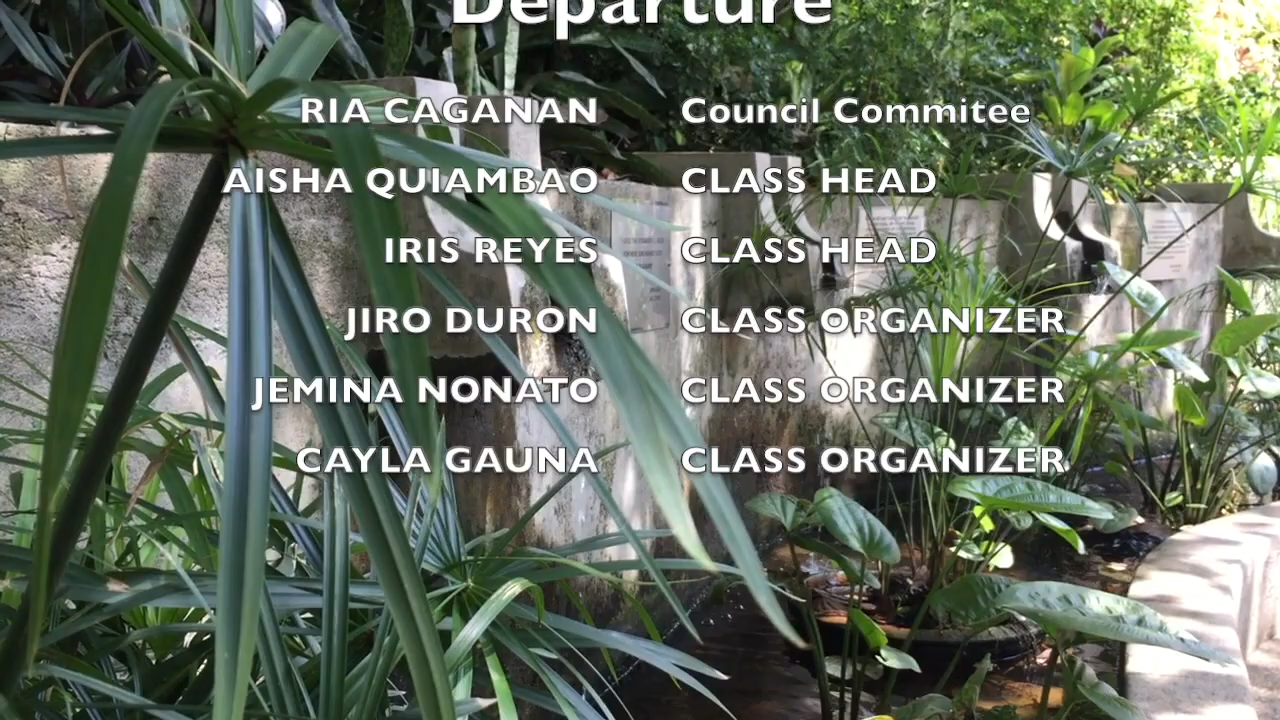 Departure
RIA CAGANAN Council Commitee
AISHA QUIAMBAO CLASS HEAD
IRIS REYES CLASS HEAD
JIRO DURON CLASS ORGANIZER
JEMINA NONATO CLASS ORGANIZER
CAYLA GAUNA CLASS ORGANIZER